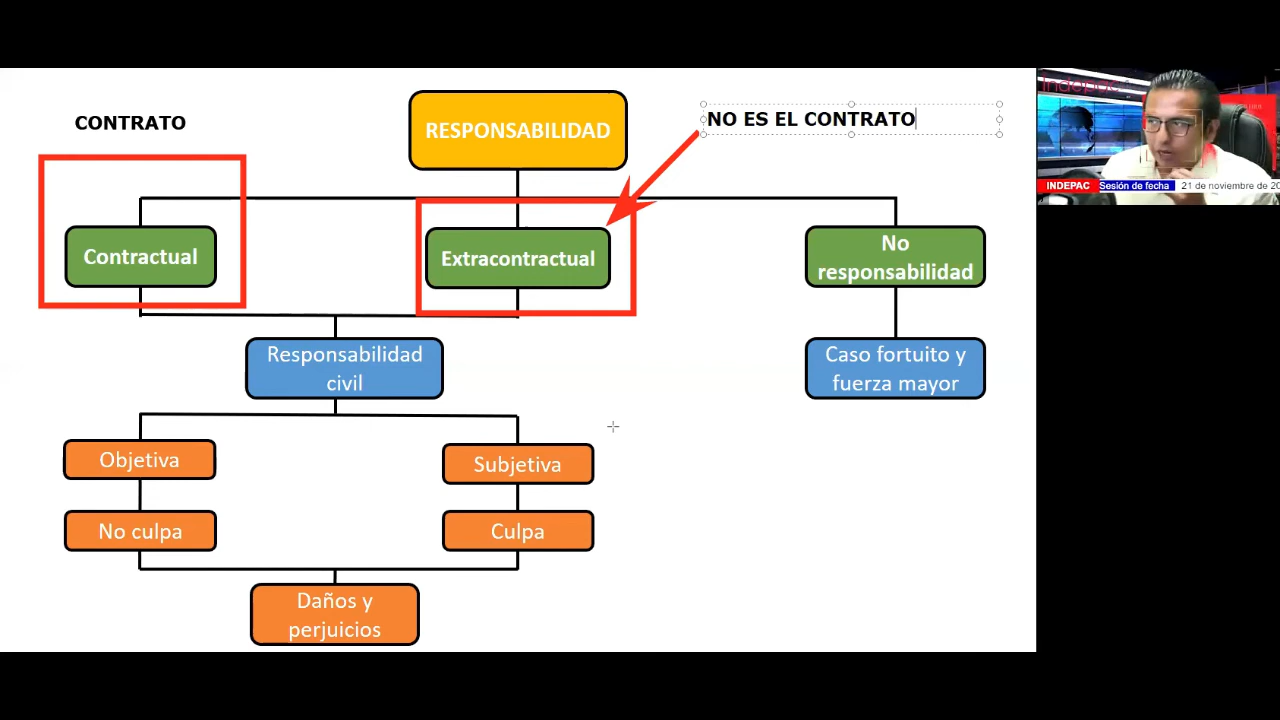 CONTRATO
RESPONSABILIDAD
NO ES EL CONTRATO
Contractual
Extracontractual
No
responsabilidad
Responsabilidad
civil
Caso fortuito y
fuerza mayor
Objetiva
Subjetiva
No culpa
Culpa
Daños y
perjuicios
Indepac
INDEPAC Sesión de fecha 21 de noviembre de 20